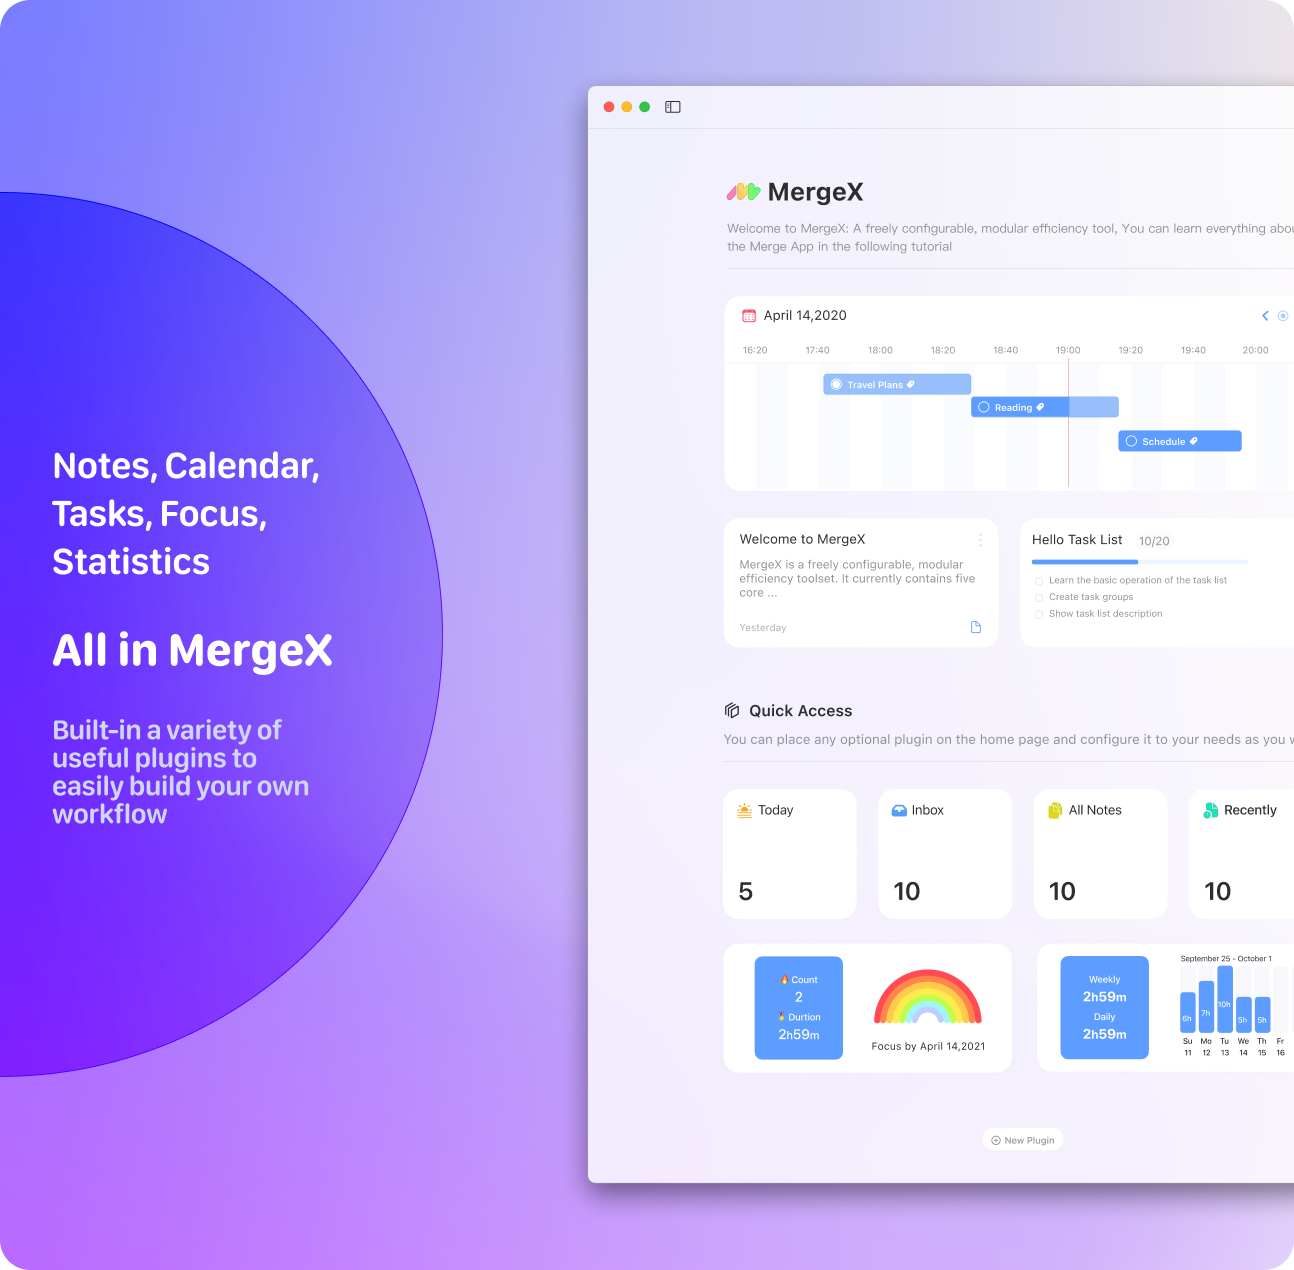 Notes, Calendar,
Tasks, Focus,
Statistics
All in MergeX
Built-in a variety of
useful plugins to
easily build your own
workflow
MergeX
Welcome to MergeX: A freely configurable, modular efficiency tool, You can learn everything abou
the Merge App in the following tutorial
April 14,2020
16:20 17:40 18:00 18:20 18:40 19:00 19:20 19:40 20:00
Travel Plans
Reading
Schedule
Welcome to MergeX
MergeX is a freely configurable, modular
efficiency toolset. It currently contains five
core ...
Yesterday
Hello Task List 10/20
Learn the basic operation of the task list
Create task groups
Show task list description
Quick Access
You can place any optional plugin on the home page and configure it to your needs as you w
Today
5
Inbox
10
All Notes
10
Recently
10
Count
2
Durtion
2h59m
Focus by April 14,2021
Weekly
2h59m
Daily
2h59m
September 25 - October 1
6h 7h 10h 5h 5h
Su Mo Tu We Th Fr
11 12 13 14 15 16
New Plugin